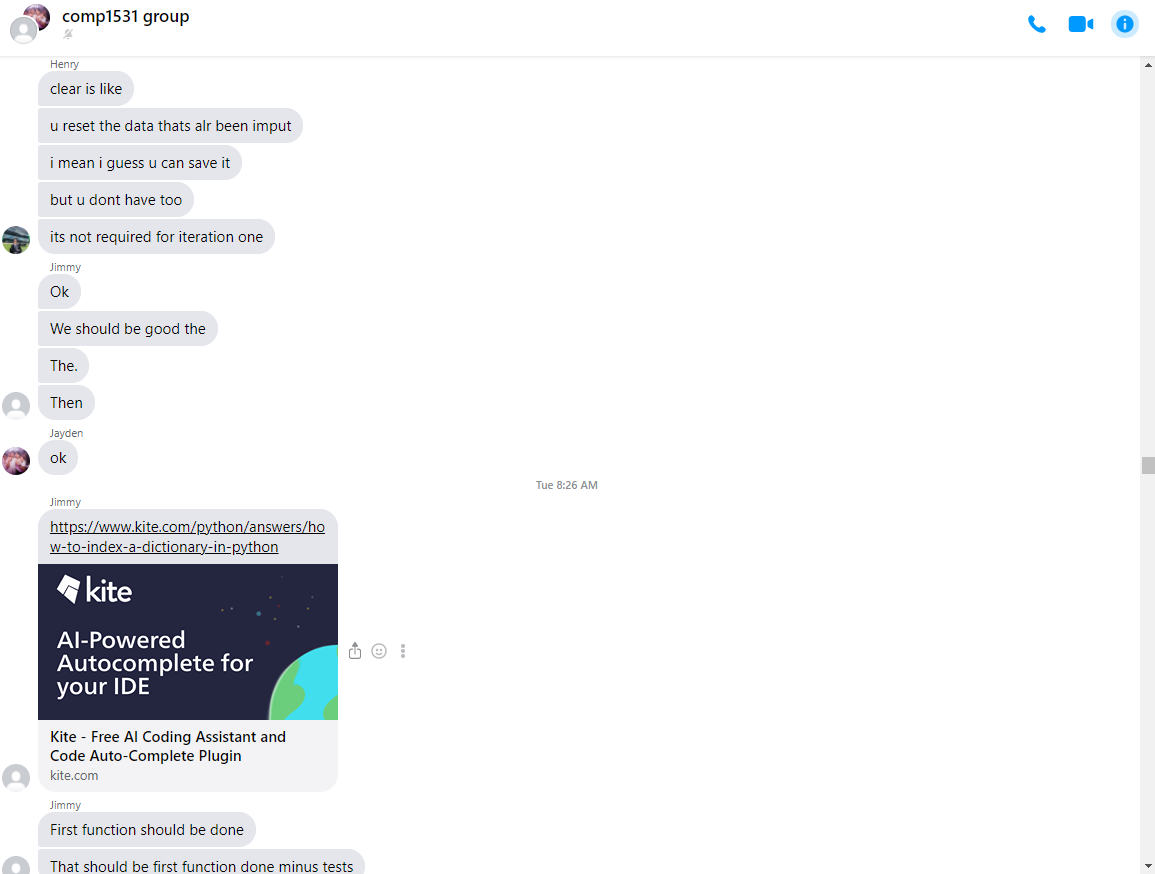 comp1531 group
Henry
clear is like
u reset the data thats alr been imput
i mean i guess u can save it
but u dont have too
its not required for iteration one
Jimmy
Ok
We should be good the
The.
Then
Jayden
ok
Tue 8:26 AM
Jimmy
https://www.kite.com/python/answers/ho
w-to-index-a-dictionary-in-python
kite
AI-Powered
Autocomplete for
your IDE
Kite - Free AI Coding Assistant and
Code Auto-Complete Plugin
kite.com
Jimmy
First function should be done
That should be first function done minus tests